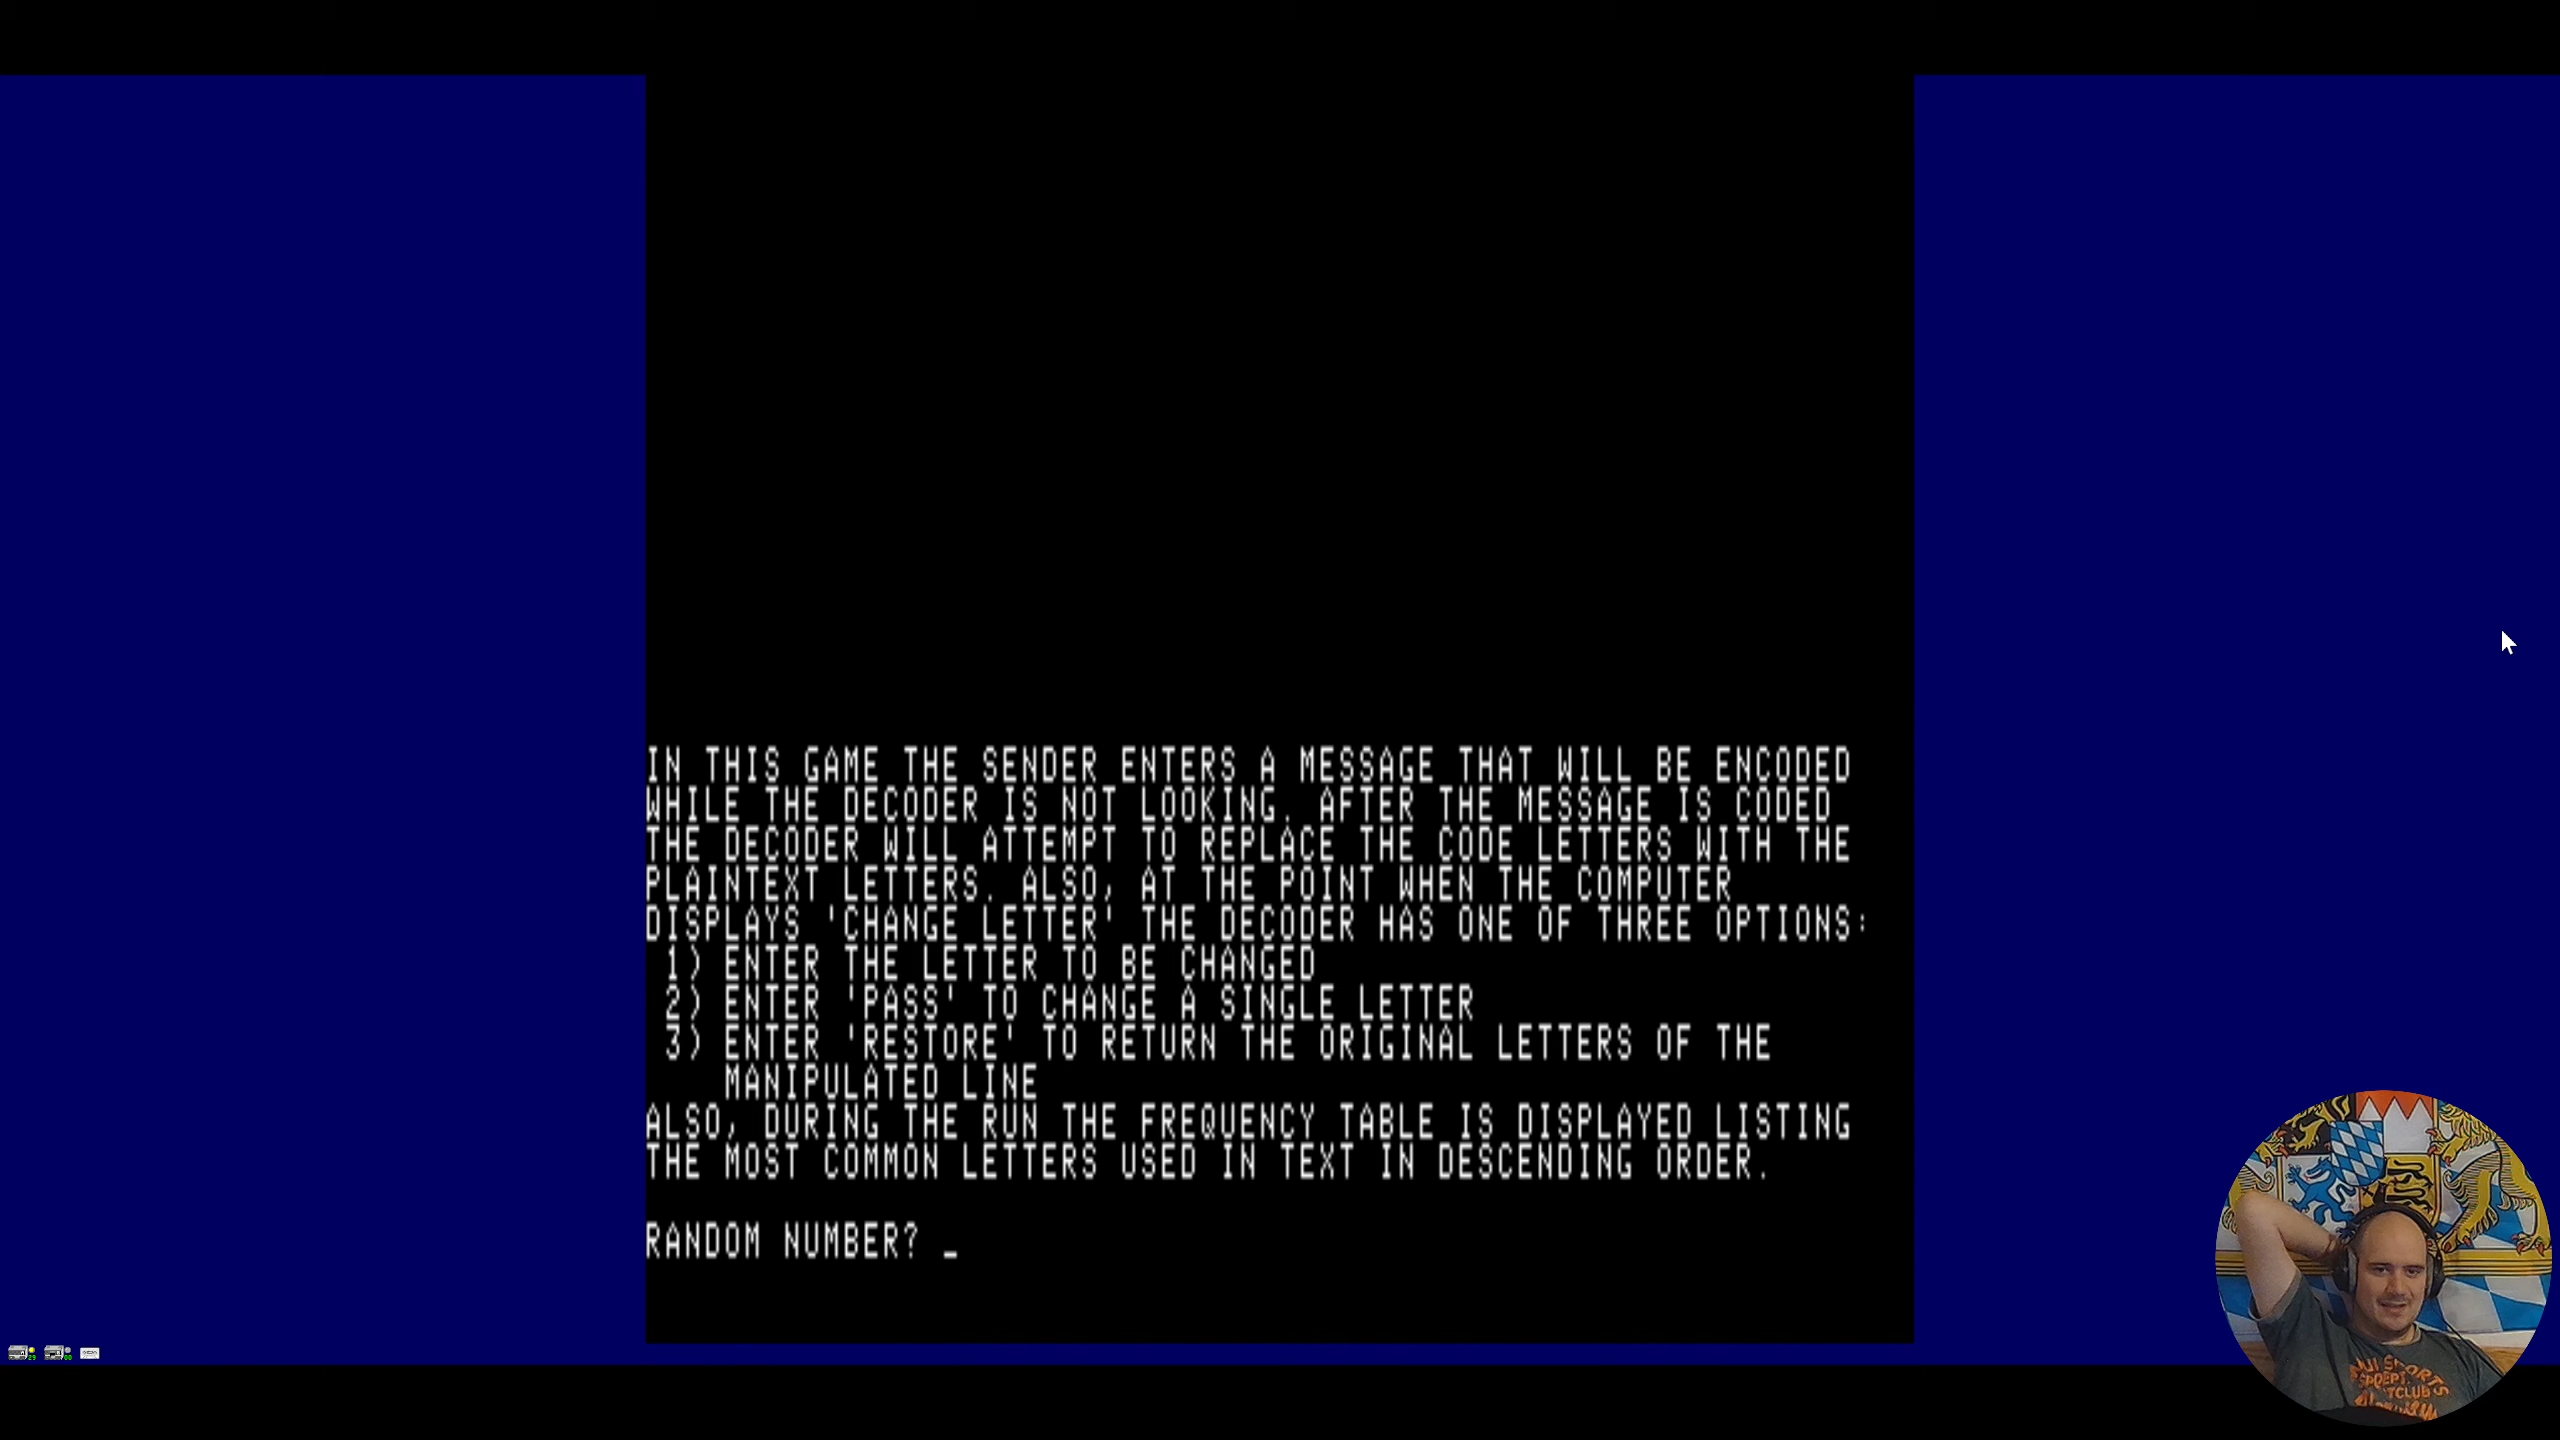 IN THIS GAME THE SENDER ENTERS A MESSAGE THAT WILL BE ENCODED
WHILE THE DECODER IS NOT LOOKING. AFTER THE MESSAGE IS CODED
THE DECODER WILL ATTEMPT TO REPLACE THE CODE LETTERS WITH THE
PLAINTEXT LETTERS. ALSO, AT THE POINT WHEN THE COMPUTER
DISPLAYS 'CHANGE LETTER' THE DECODER HAS ONE OF THREE OPTIONS:
1) ENTER THE LETTER TO BE CHANGED
2) ENTER 'PASS' TO CHANGE A SINGLE LETTER
3) ENTER 'RESTORE' TO RETURN THE ORIGINAL LETTERS OF THE
MANIPULATED LINE
ALSO, DURING THE RUN THE FREQUENCY TABLE IS DISPLAYED LISTING
THE MOST COMMON LETTERS USED IN TEXT IN DESCENDING ORDER.
RANDOM NUMBER? _